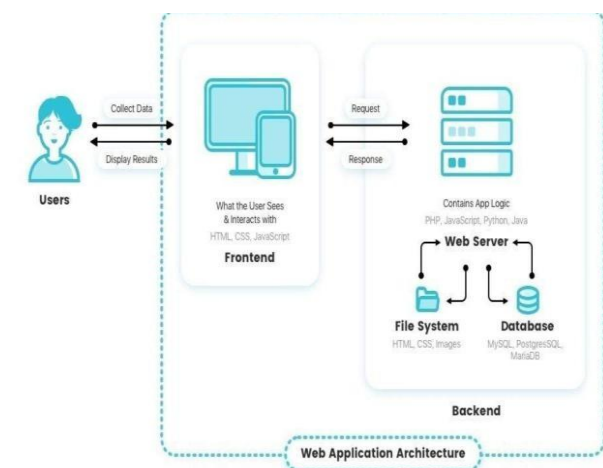 Collect Data
Display Results
Users
What the User Sees
& Interacts with
HTML, CSS, JavaScript
Frontend
Request
Response
Contains App Logic
PHP, JavaScript, Python, Java
Web Server
File System
HTML, CSS, Images
Database
MySQL, PostgresSQL,
MariaDB
Backend
Web Application Architecture